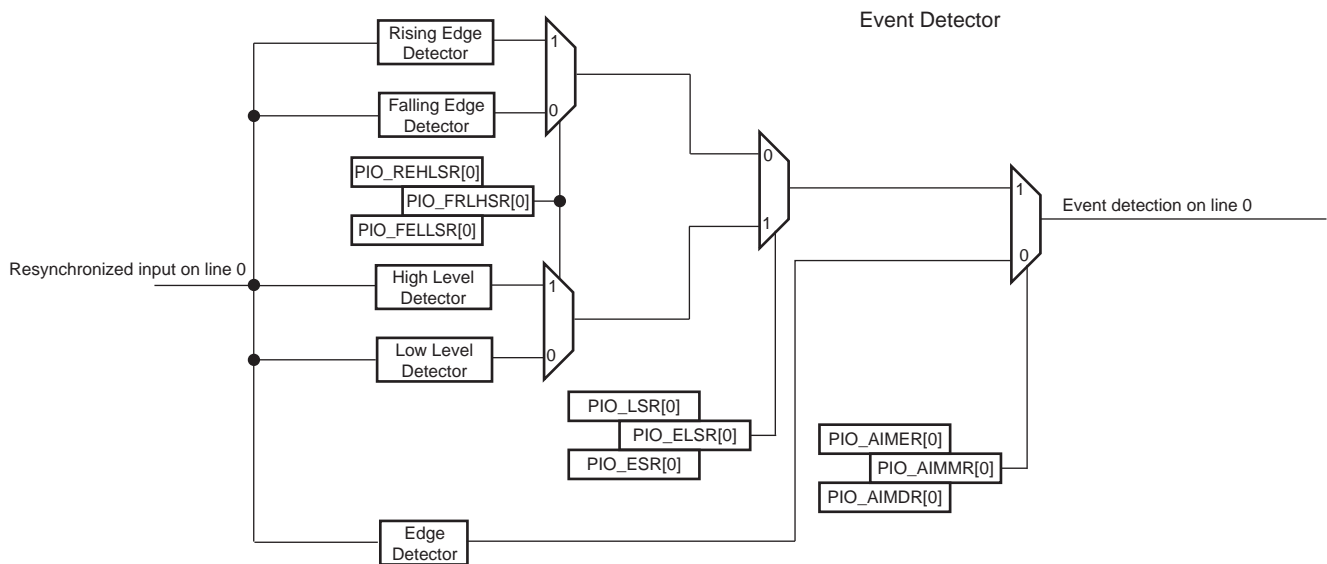 Event Detector
Rising Edge
Detector
1
Falling Edge
Detector
0
PIO_REHLSR[0]
PIO_FRLHSR[0]
PIO_FELLSR[0]
0
1
1
0
Event detection on line 0
Resynchronized input on line 0
High Level
Detector
1
Low Level
Detector
0
PIO_LSR[0]
PIO_ELSR[0]
PIO_ESR[0]
PIO_AIMER[0]
PIO_AIMMR[0]
PIO_AIMDR[0]
Edge
Detector